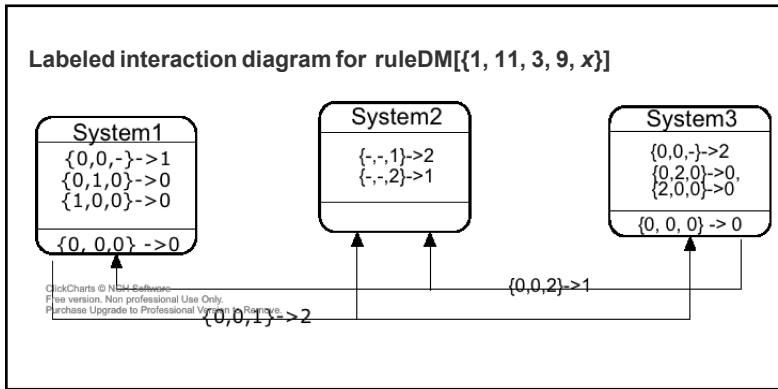 Labeled interaction diagram for ruleDM[{1, 11, 3, 9, x}]
System1
{0,0,-}->1
{0,1,0}->0
{1,0,0}->0
{0, 0,0} ->0
System2
{-,-,1}->2
{-,-,2}->1
System3
{0,0,-}->2
{0,2,0}->0,
{2,0,0}->0
{0, 0, 0} -> 0
{0,0,2}->1
ClickCharts © NCH Software
Free version. Non professional Use Only.
Purchase Upgrade to Professional Version to Remove.
{0,0,1}->2